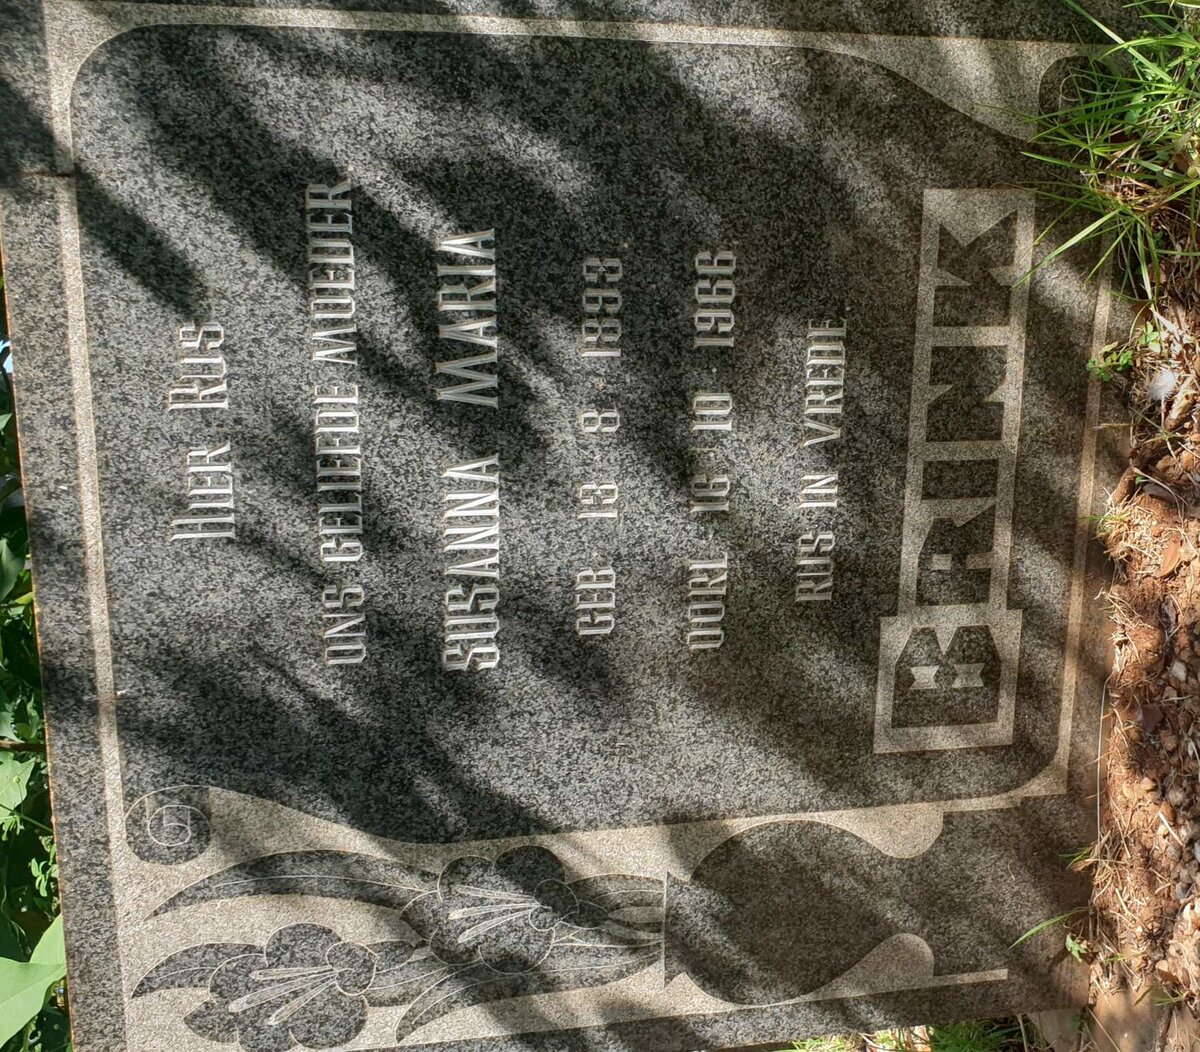 HIER RUS
ONS GELIEFDE MOEDER
SUSANNA MARIA
GEB. 13 - 8 - 1893
OORL. 16 - 10 - 1966
RUS IN VREDE
BRINK